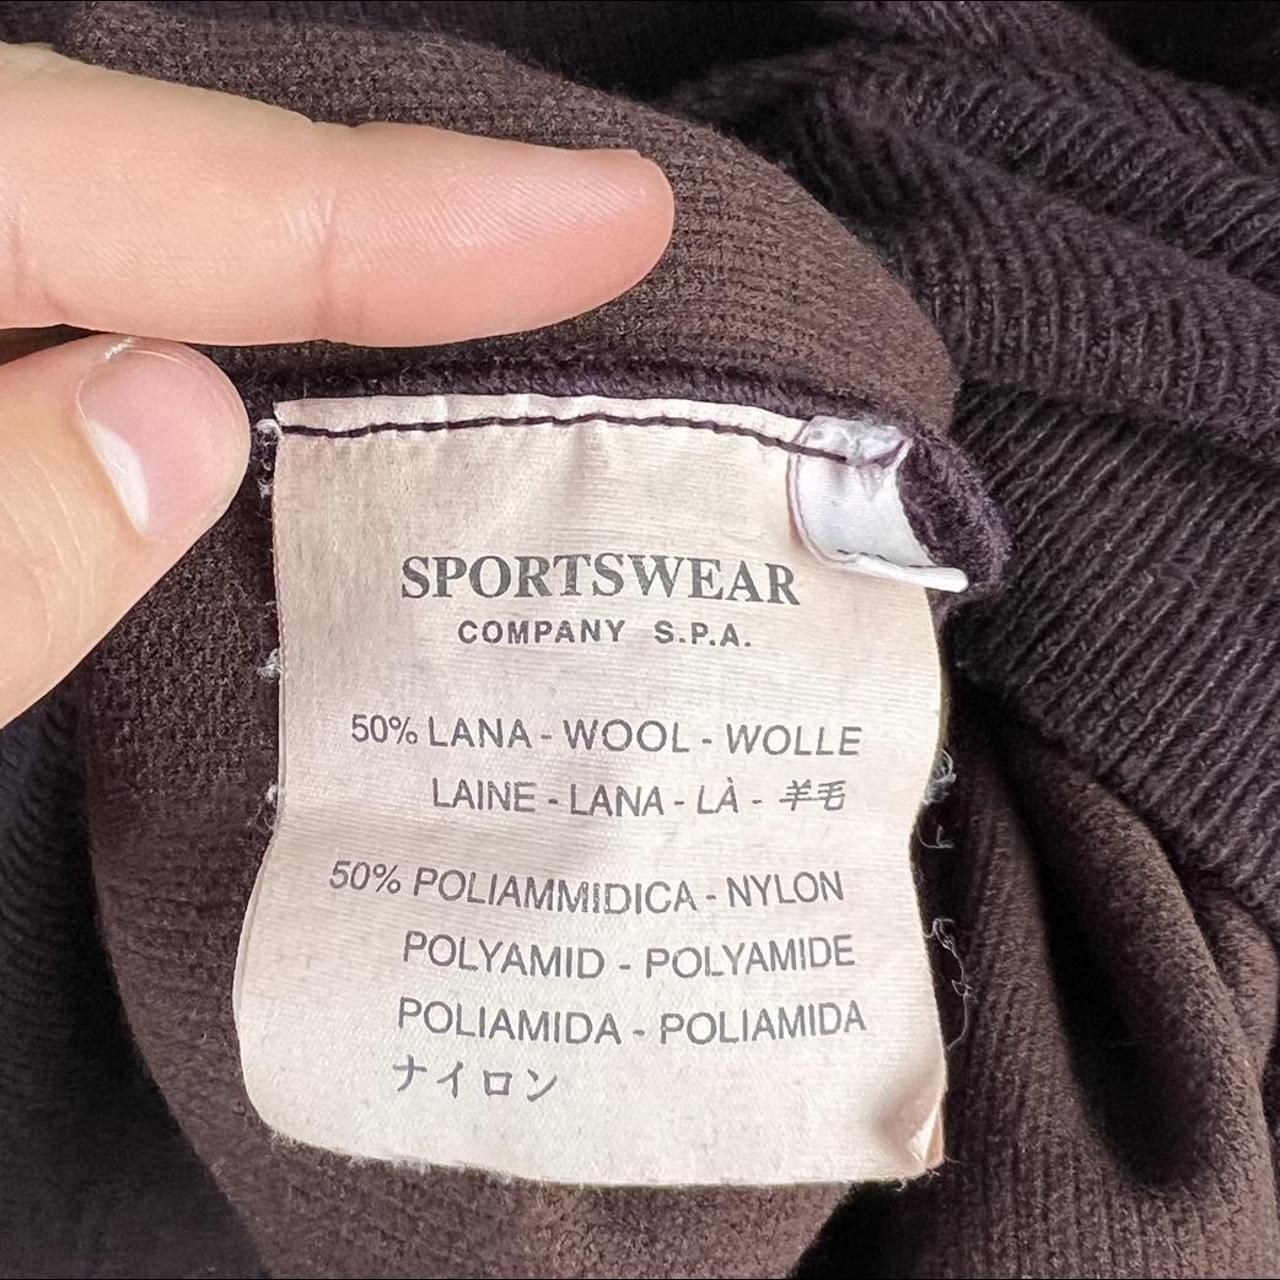 SPORTSWEAR
COMPANY S.P.A.
50% LANA - WOOL - WOLLE
LAINE - LANA - LÀ - 羊毛
50% POLIAMMIDICA - NYLON
POLYAMID - POLYAMIDE
POLIAMIDA - POLIAMIDA
ナイロン